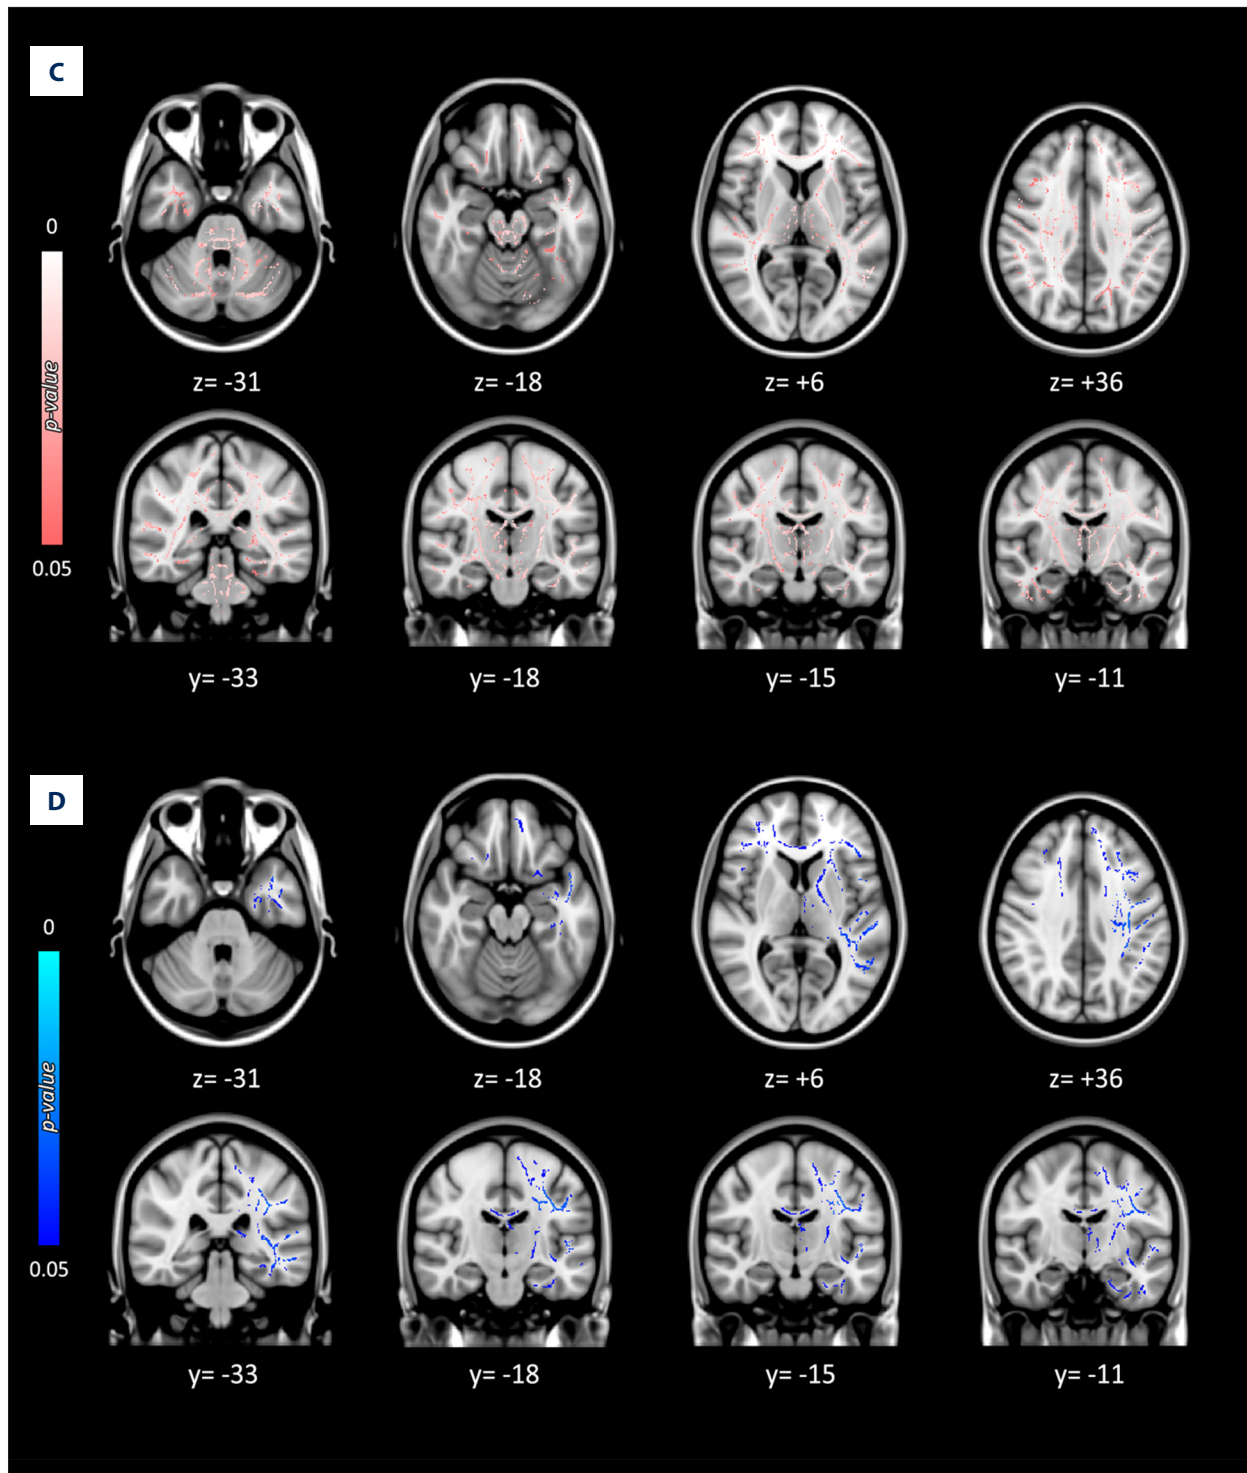 C
0
p-value
0.05
z= -31
z= -18
z= +6
z= +36
y= -33
y= -18
y= -15
y= -11
D
0
p-value
0.05
z= -31
z= -18
z= +6
z= +36
y= -33
y= -18
y= -15
y= -11